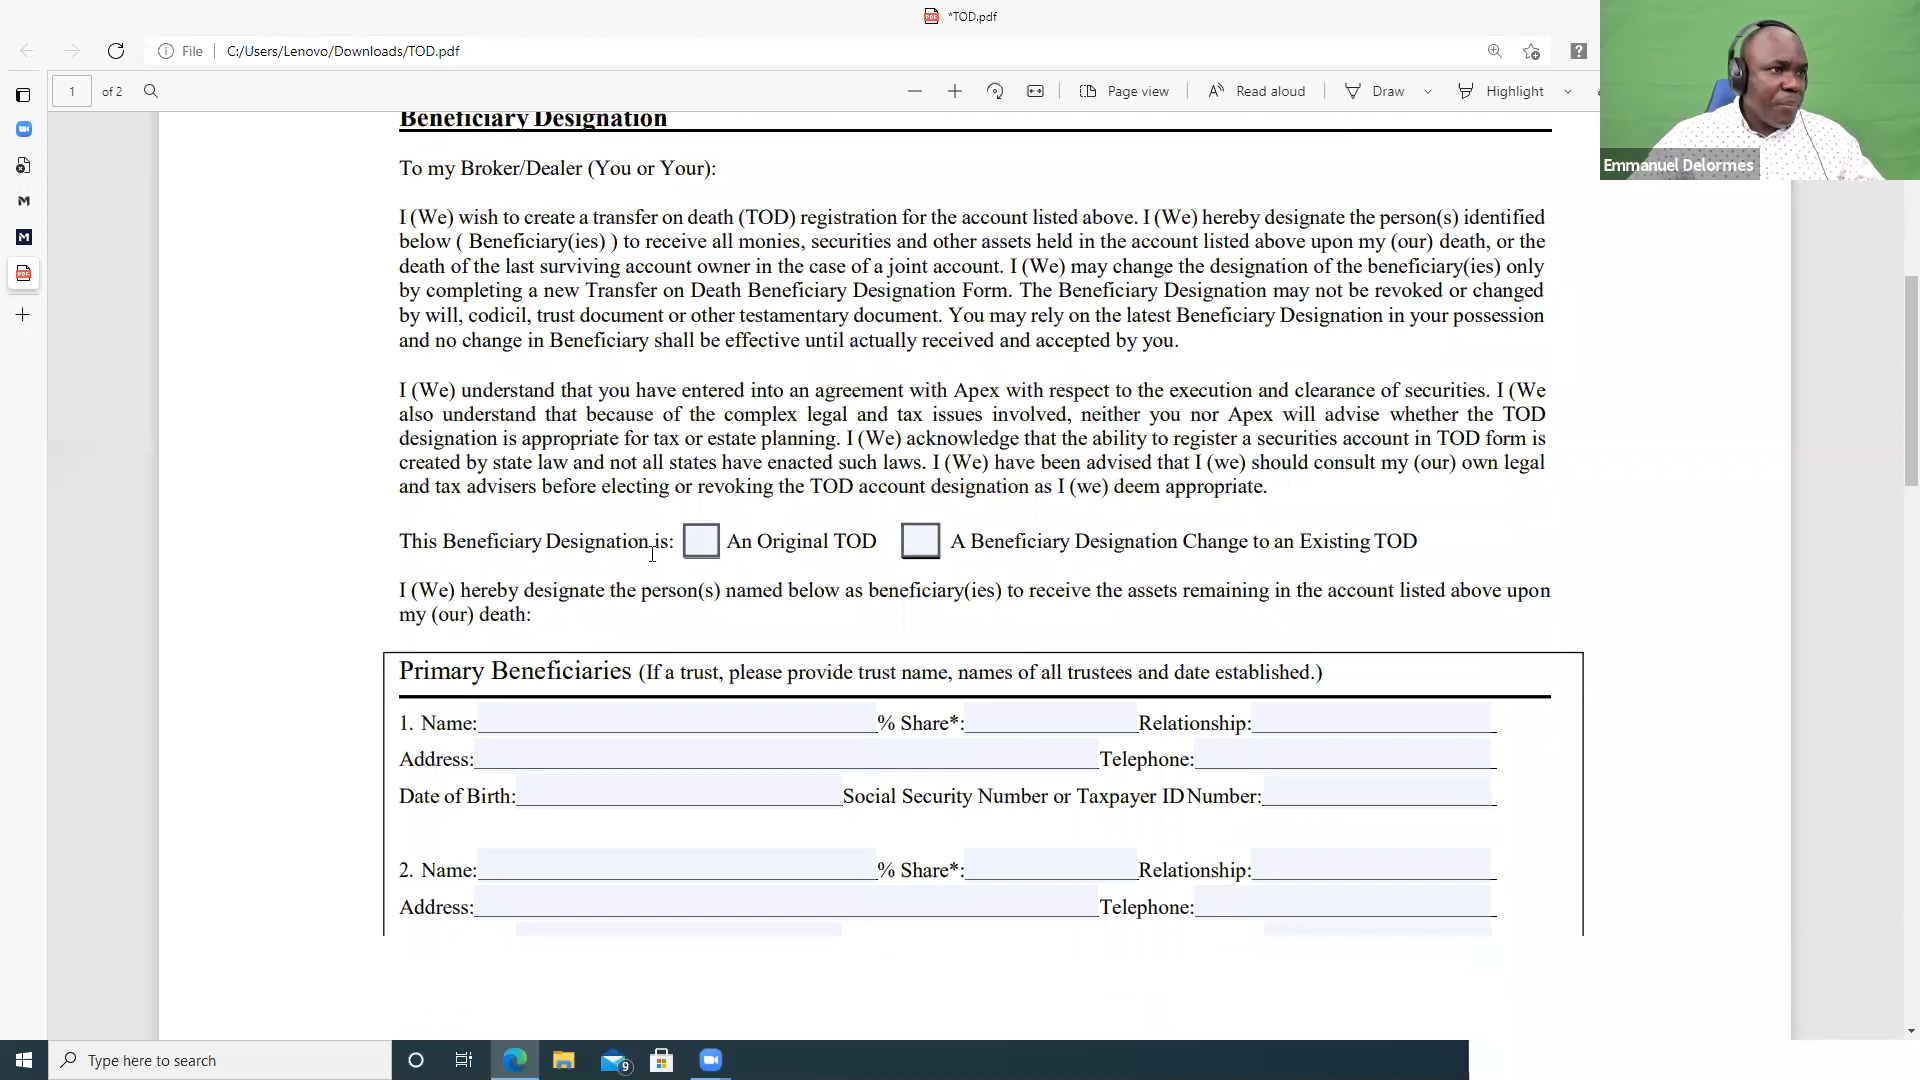 *TOD.pdf
File
C:/Users/Lenovo/Downloads/TOD.pdf
1 of 2
Page view
Read aloud
Draw
Highlight
Emmanuel Delormes
Beneficiary Designation
To my Broker/Dealer (You or Your):
I (We) wish to create a transfer on death (TOD) registration for the account listed above. I (We) hereby designate the person(s) identified
below ( Beneficiary(ies) ) to receive all monies, securities and other assets held in the account listed above upon my (our) death, or the
death of the last surviving account owner in the case of a joint account. I (We) may change the designation of the beneficiary(ies) only
by completing a new Transfer on Death Beneficiary Designation Form. The Beneficiary Designation may not be revoked or changed
by will, codicil, trust document or other testamentary document. You may rely on the latest Beneficiary Designation in your possession
and no change in Beneficiary shall be effective until actually received and accepted by you.
I (We) understand that you have entered into an agreement with Apex with respect to the execution and clearance of securities. I (We
also understand that because of the complex legal and tax issues involved, neither you nor Apex will advise whether the TOD
designation is appropriate for tax or estate planning. I (We) acknowledge that the ability to register a securities account in TOD form is
created by state law and not all states have enacted such laws. I (We) have been advised that I (we) should consult my (our) own legal
and tax advisers before electing or revoking the TOD account designation as I (we) deem appropriate.
This Beneficiary Designation is: An Original TOD A Beneficiary Designation Change to an Existing TOD
I (We) hereby designate the person(s) named below as beneficiary(ies) to receive the assets remaining in the account listed above upon
my (our) death:
Primary Beneficiaries (If a trust, please provide trust name, names of all trustees and date established.)
1. Name: % Share*: Relationship:
Address: Telephone:
Date of Birth: Social Security Number or Taxpayer ID Number:
2. Name: % Share*: Relationship:
Address: Telephone:
Type here to search
9